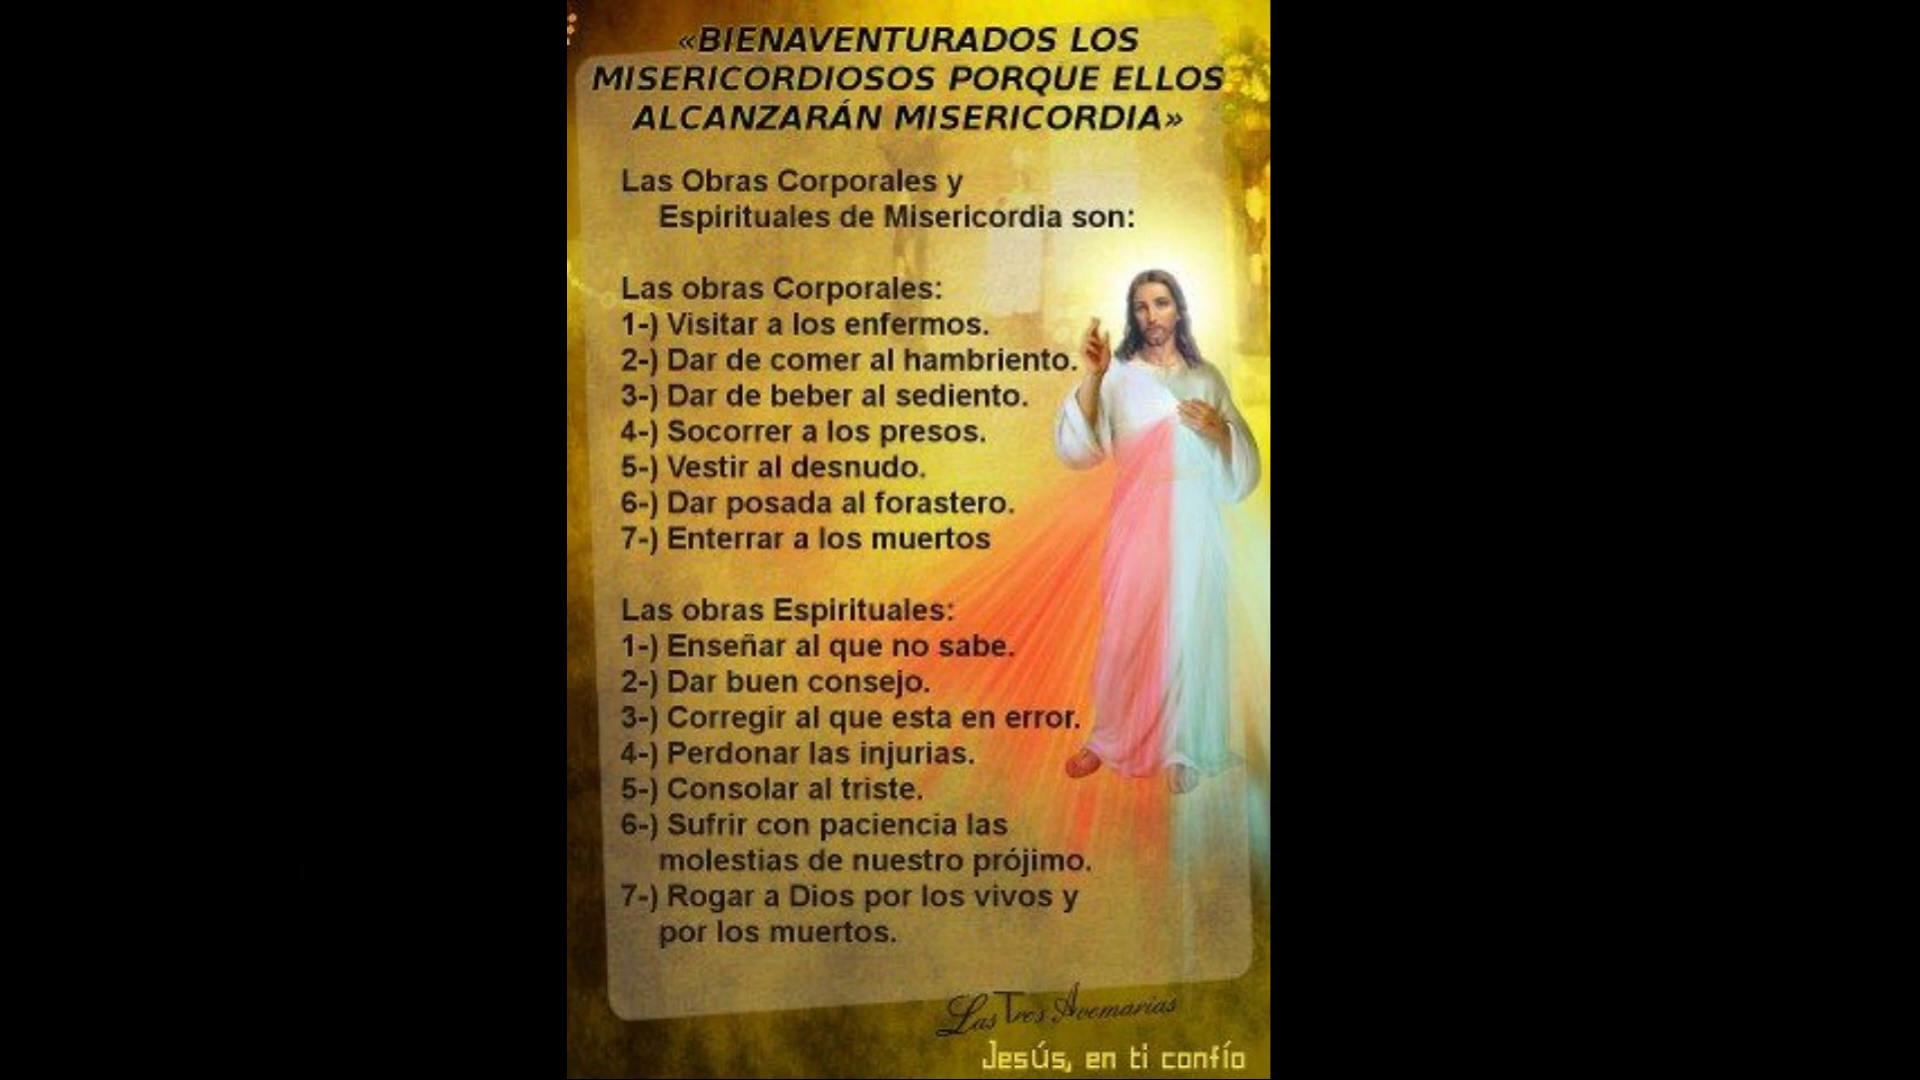 «BIENAVENTURADOS LOS
MISERICORDIOSOS PORQUE ELLOS
ALCANZARÁN MISERICORDIA»
Las Obras Corporales y
Espirituales de Misericordia son:
Las obras Corporales:
1-) Visitar a los enfermos.
2-) Dar de comer al hambriento.
3-) Dar de beber al sediento.
4-) Socorrer a los presos.
5-) Vestir al desnudo.
6-) Dar posada al forastero.
7-) Enterrar a los muertos
Las obras Espirituales:
1-) Enseñar al que no sabe.
2-) Dar buen consejo.
3-) Corregir al que esta en error.
4-) Perdonar las injurias.
5-) Consolar al triste.
6-) Sufrir con paciencia las
molestias de nuestro prójimo.
7-) Rogar a Dios por los vivos y
por los muertos.
Las Tres Avemarias
Jesús, en ti confío